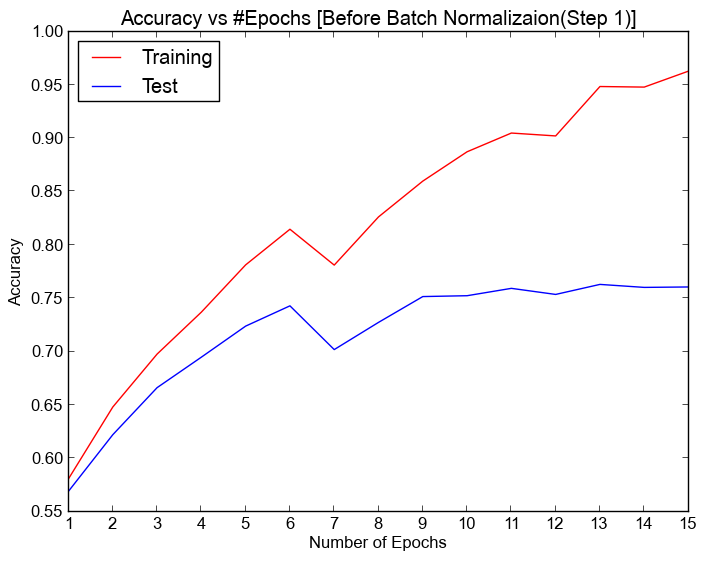 Accuracy vs #Epochs [Before Batch Normalizaion(Step 1)]
1.00
Training
Test
0.95
0.90
0.85
0.80
0.75
0.70
0.65
0.60
0.55
Accuracy
1 2 3 4 5 6 7 8 9 10 11 12 13 14 15
Number of Epochs